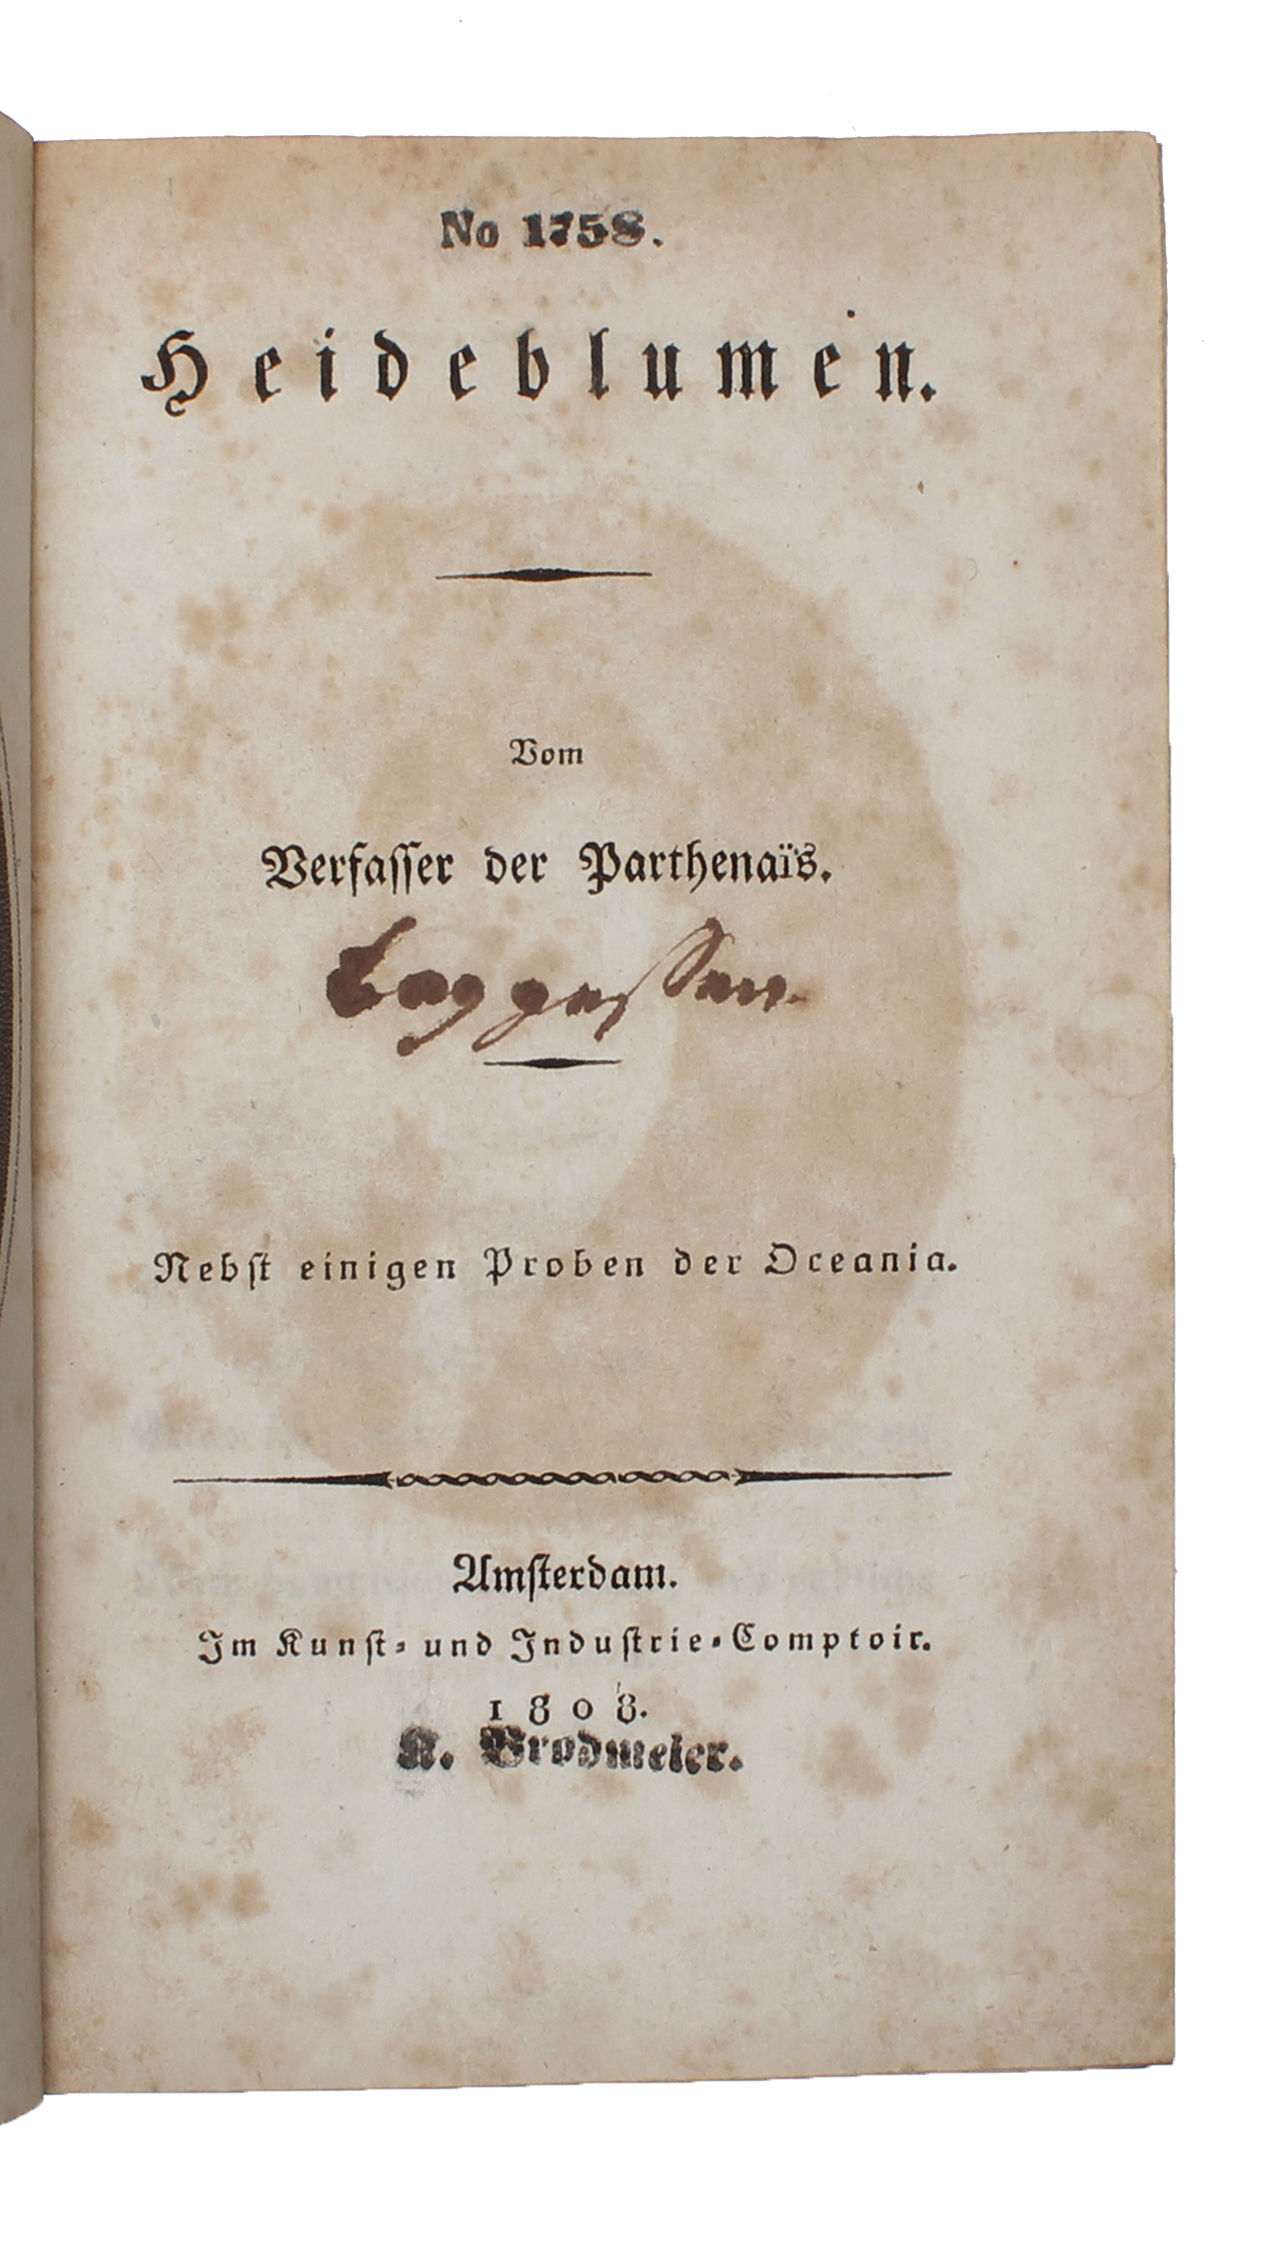 No 1758.
Heideblumen.
Vom
Verfasser der Parthenaïs.
Baggessen.
Nebst einigen Proben der Oceania.
Amsterdam.
Im Kunst- und Industrie-Comptoir.
1808.
K. Brodmeier.